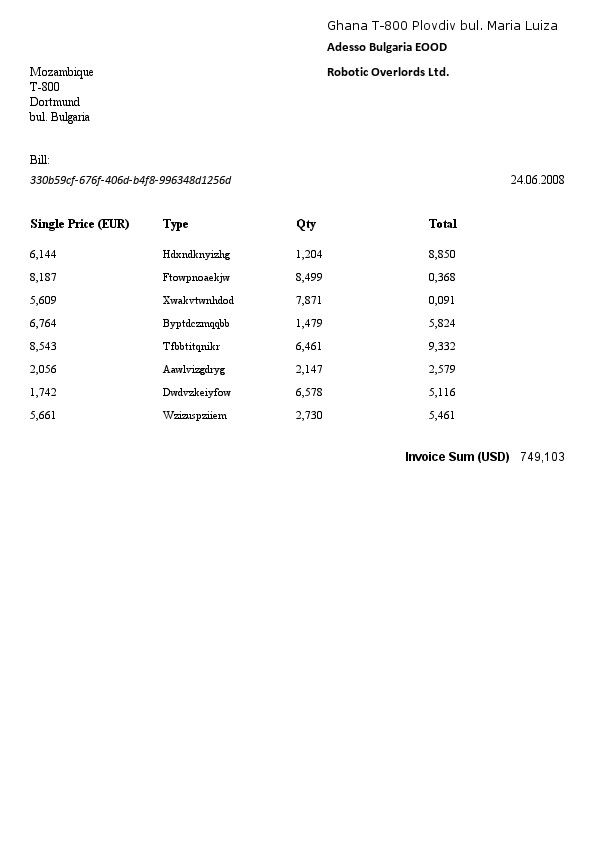 Ghana T-800 Plovdiv bul. Maria Luiza
Adesso Bulgaria EOOD
Robotic Overlords Ltd.
Mozambique
T-800
Dortmund
bul. Bulgaria
Bill:
330b59cf-676f-406d-b4f8-996348d1256d 24.06.2008
Single Price (EUR) Type Qty Total
6,144 Hdxndknyizhg 1,204 8,850
8,187 Ftowpnoaekjw 8,499 0,368
5,609 Xwakvtwnhdod 7,871 0,091
6,764 Byptdczmqqbb 1,479 5,824
8,543 Tfbbtitqnikr 6,461 9,332
2,056 Aawlvizgdryg 2,147 2,579
1,742 Dwdvzkeiyfow 6,578 5,116
5,661 Wzizuspziiem 2,730 5,461
Invoice Sum (USD) 749,103